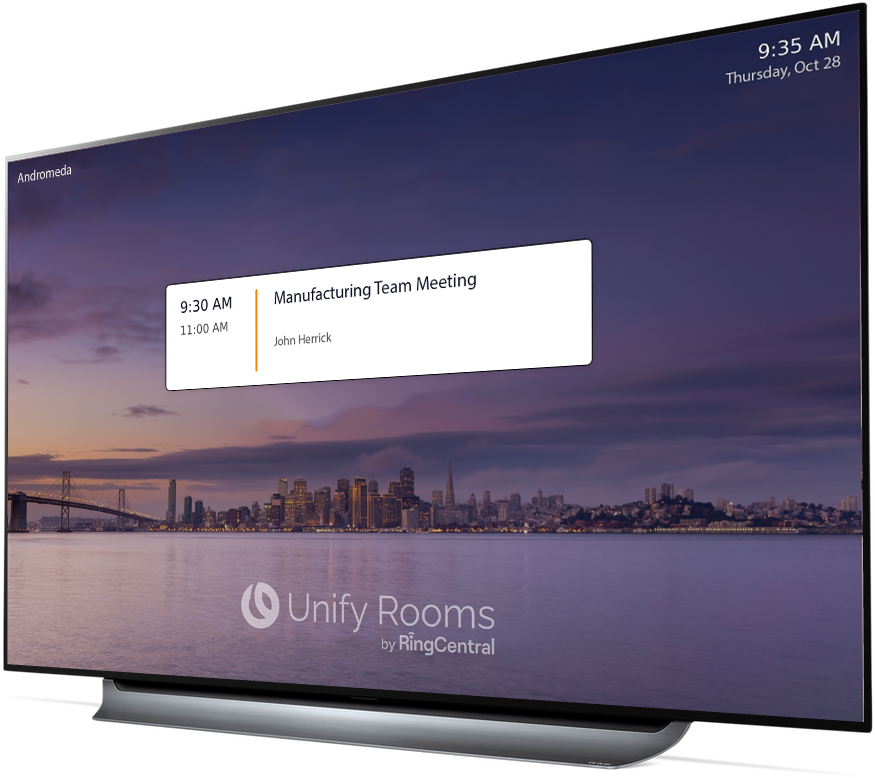 9:35 AM
Thursday, Oct 28
Andromeda
9:30 AM
11:00 AM
Manufacturing Team Meeting
John Herrick
Unify Rooms
by RingCentral